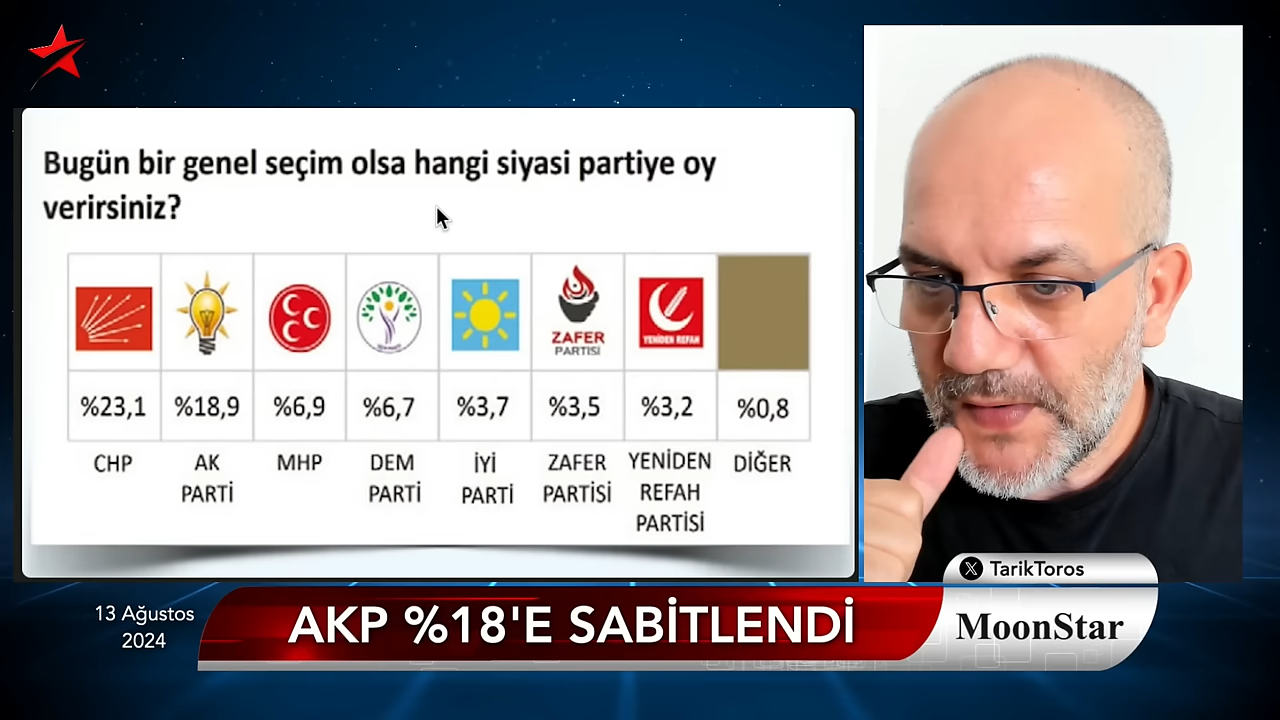 Bugün bir genel seçim olsa hangi siyasi partiye oy
verirsiniz?
ZAFER
PARTİSİ
YENİDEN REFAH
%23,1 %18,9 %6,9 %6,7 %3,7 %3,5 %3,2 %0,8
CHP AK PARTİ MHP DEM PARTİ İYİ PARTİ ZAFER PARTİSİ YENİDEN REFAH PARTİSİ DİĞER
TarikToros
13 Ağustos
2024
AKP %18'E SABİTLENDİ
MoonStar